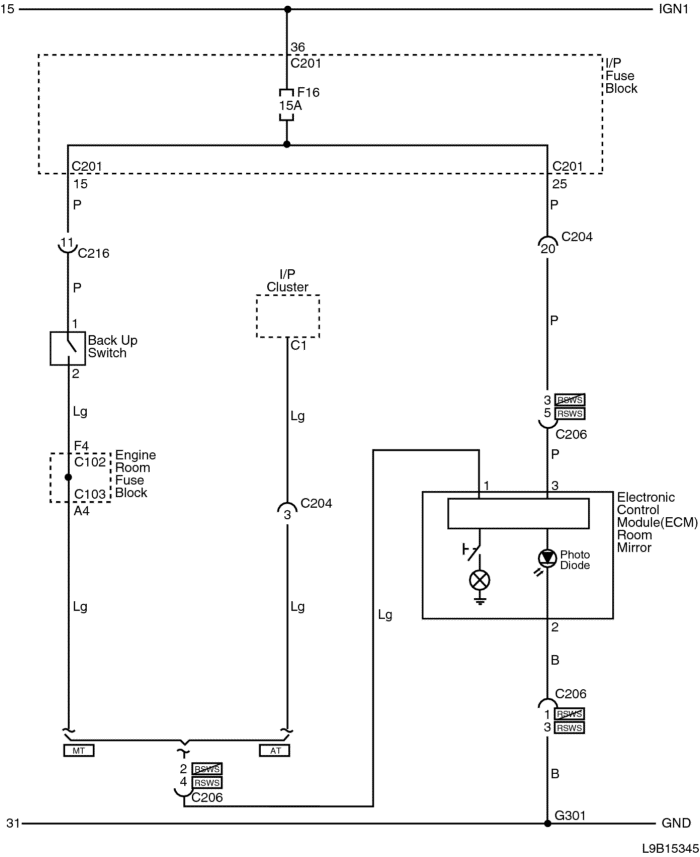 15 IGN1
36
C201
I/P
Fuse
Block
F16
15A
C201 C201
15 25
P P
11 C216
C204
20
P
I/P
Cluster
P
1
Back Up
Switch
C1
2
Lg
Lg
3 RSWS
5 RSWS
C206
F4
C102
Engine
Room
Fuse
Block
C103
A4
P
1 3
Electronic
Control
Module(ECM)
Room
Mirror
C204
3
Photo
Diode
Lg Lg Lg
2
B
C206
1 RSWS
3 RSWS
MT AT
2 RSWS
4 RSWS
C206
B
G301
31 GND
L9B15345